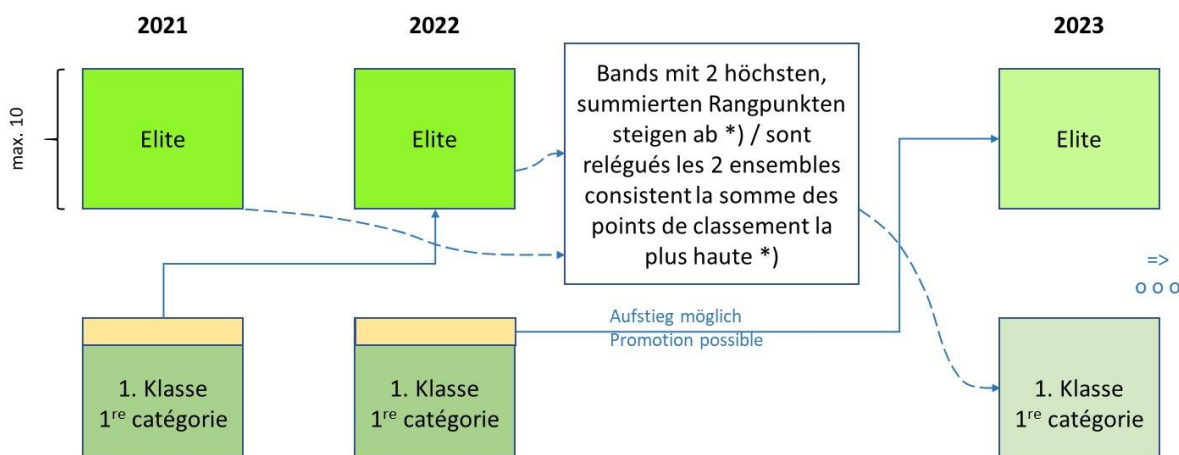 2021
2022
2023
max. 10
Elite
Elite
Bands mit 2 höchsten,
summierten Rangpunkten
steigen ab *) / sont
relégués les 2 ensembles
consistent la somme des
points de classement la
plus haute *)
Elite
=>
o o o
Aufstieg möglich
Promotion possible
1. Klasse
1re catégorie
1. Klasse
1re catégorie
1. Klasse
1re catégorie